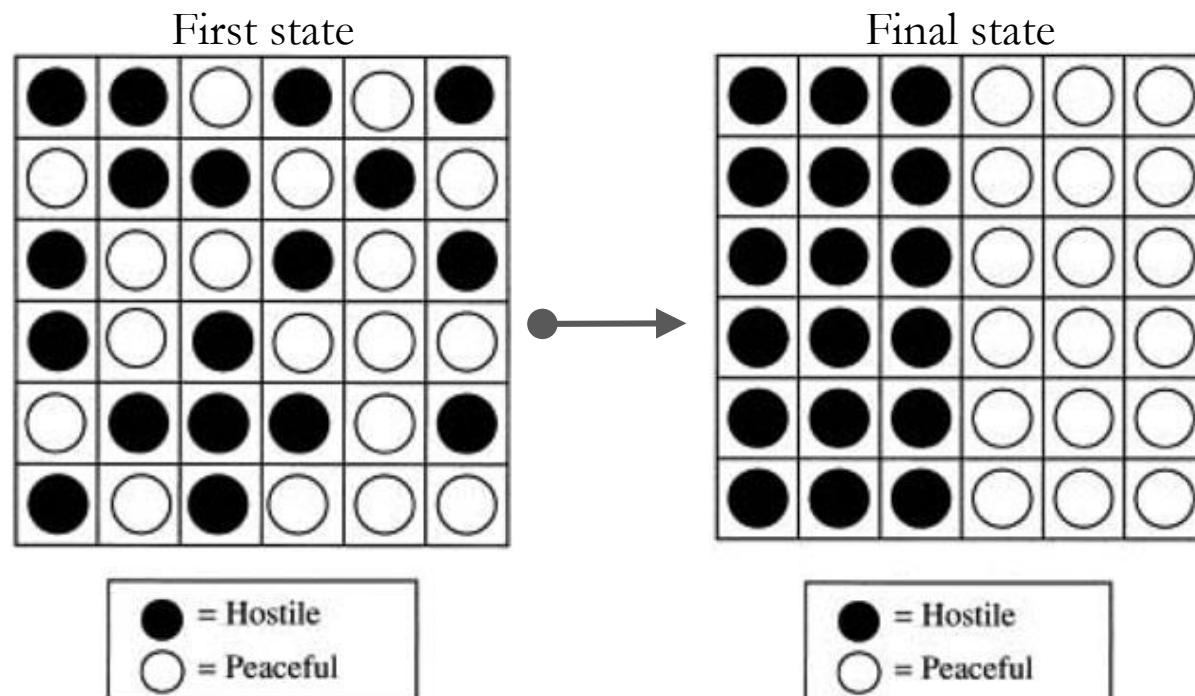 First state
Final state
= Hostile
= Peaceful
= Hostile
= Peaceful